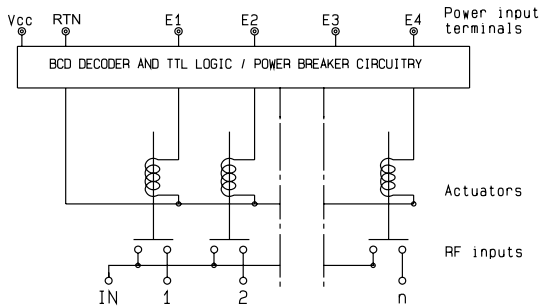 Vcc RTN E1 E2 E3 E4 Power input
terminals
BCD DECODER AND TTL LOGIC / POWER BREAKER CIRCUITRY
Actuators
RF inputs
IN 1 2 n